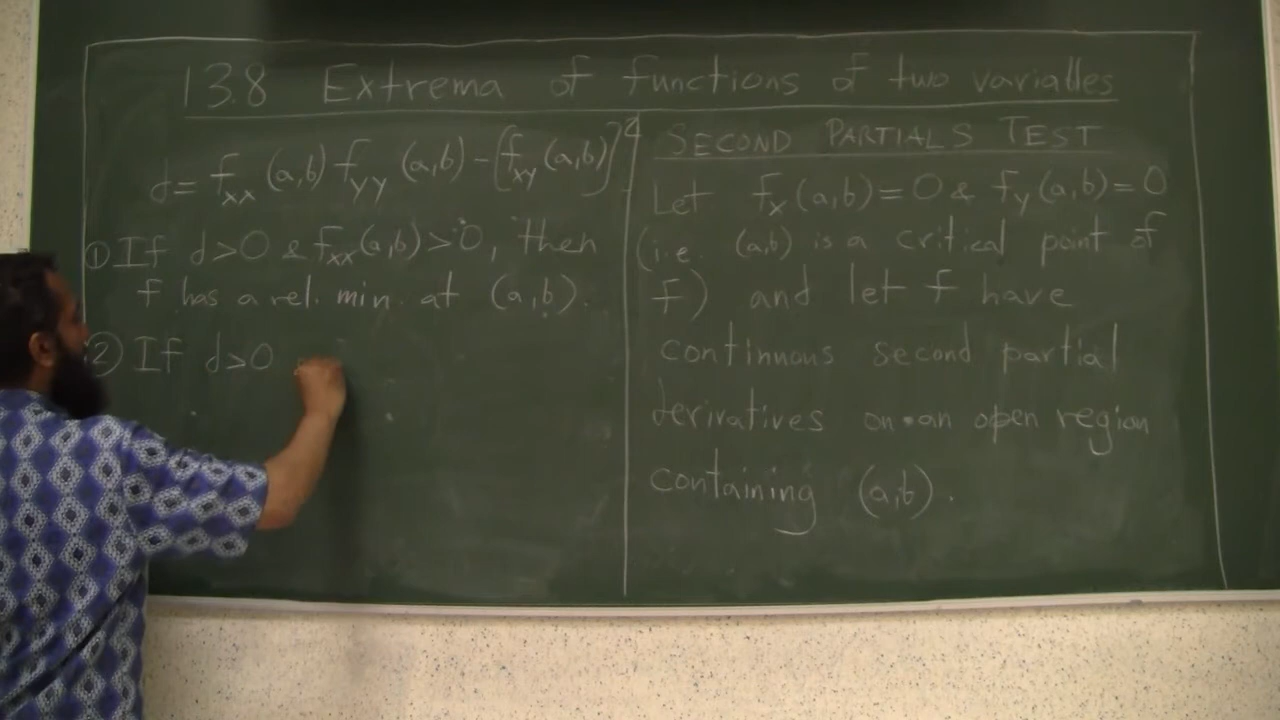 13.8 Extrema of functions of two variables
d = f_xx (a,b) f_yy (a,b) - [f_xy (a,b)]^2
① If d>0 & f_xx (a,b) > 0, then
f has a rel. min. at (a,b).
② If d>0
SECOND PARTIALS TEST
Let f_x (a,b) = 0 & f_y (a,b) = 0
(i.e. (a,b) is a critical point of
f) and let f have
continuous second partial
derivatives on an open region
containing (a,b).